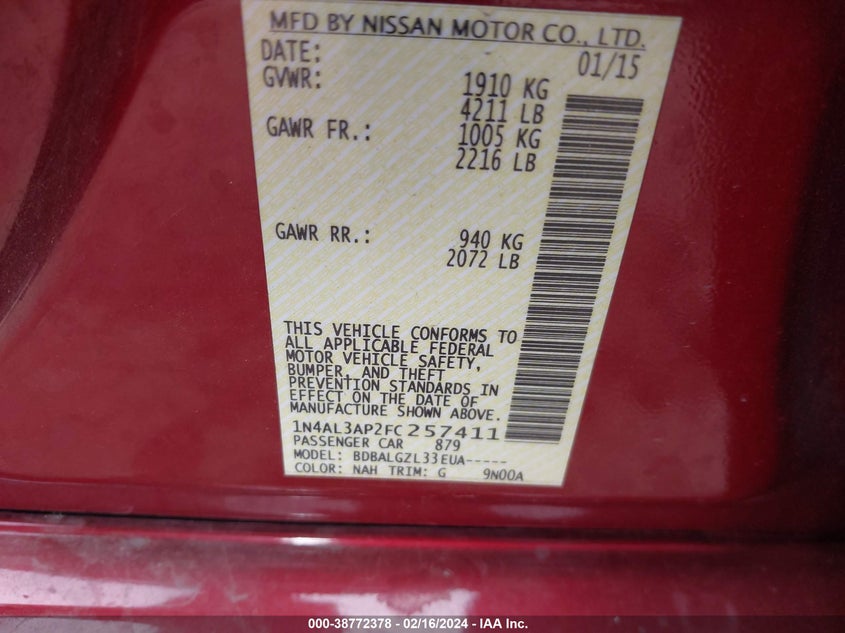 MFD BY NISSAN MOTOR CO., LTD.
DATE: 01/15
GVWR: 1910 KG
4211 LB
GAWR FR.: 1005 KG
2216 LB
GAWR RR.: 940 KG
2072 LB
THIS VEHICLE CONFORMS TO
ALL APPLICABLE FEDERAL
MOTOR VEHICLE SAFETY,
BUMPER, AND THEFT
PREVENTION STANDARDS IN
EFFECT ON THE DATE OF
MANUFACTURE SHOWN ABOVE.
1N4AL3AP2FC257411
PASSENGER CAR 879
MODEL: BDBALGZL33EUA-----
COLOR: NAH TRIM: G 9N00A
000-38772378 - 02/16/2024 - IAA Inc.